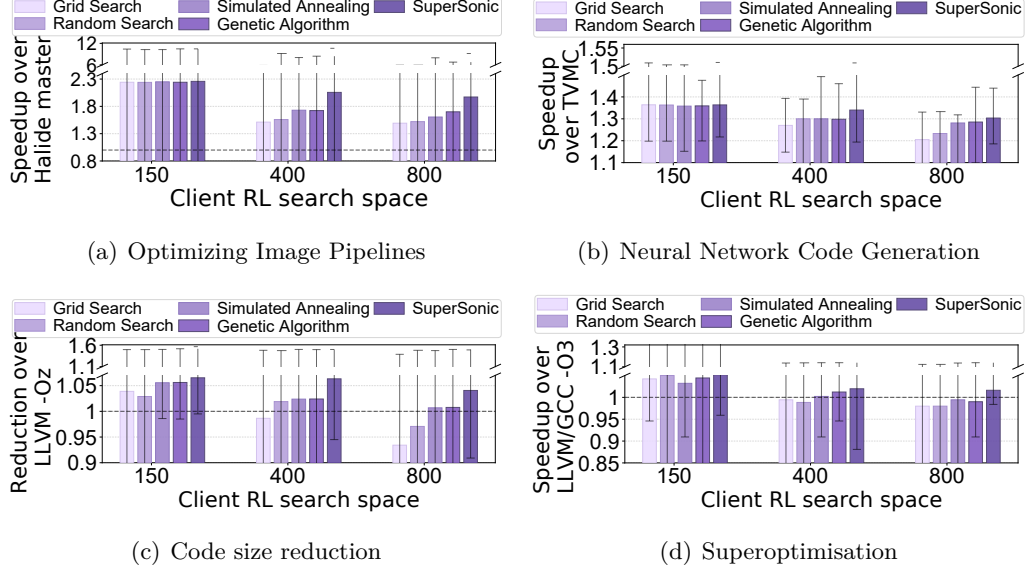 Grid Search Simulated Annealing SuperSonic
Random Search Genetic Algorithm
Speedup over
Halide master
12
6
2.3
1.8
1.3
0.8
150 400 800
Client RL search space
(a) Optimizing Image Pipelines
Grid Search Simulated Annealing SuperSonic
Random Search Genetic Algorithm
Speedup
over TVMC
1.55
1.5
1.4
1.3
1.2
1.1
150 400 800
Client RL search space
(b) Neural Network Code Generation
Grid Search Simulated Annealing SuperSonic
Random Search Genetic Algorithm
Reduction over
LLVM -Oz
1.6
1.1
1.05
1
0.95
0.9
150 400 800
Client RL search space
(c) Code size reduction
Grid Search Simulated Annealing SuperSonic
Random Search Genetic Algorithm
Speedup over
LLVM/GCC -O3
1.3
1.1
1
0.95
0.9
0.85
150 400 800
Client RL search space
(d) Superoptimisation